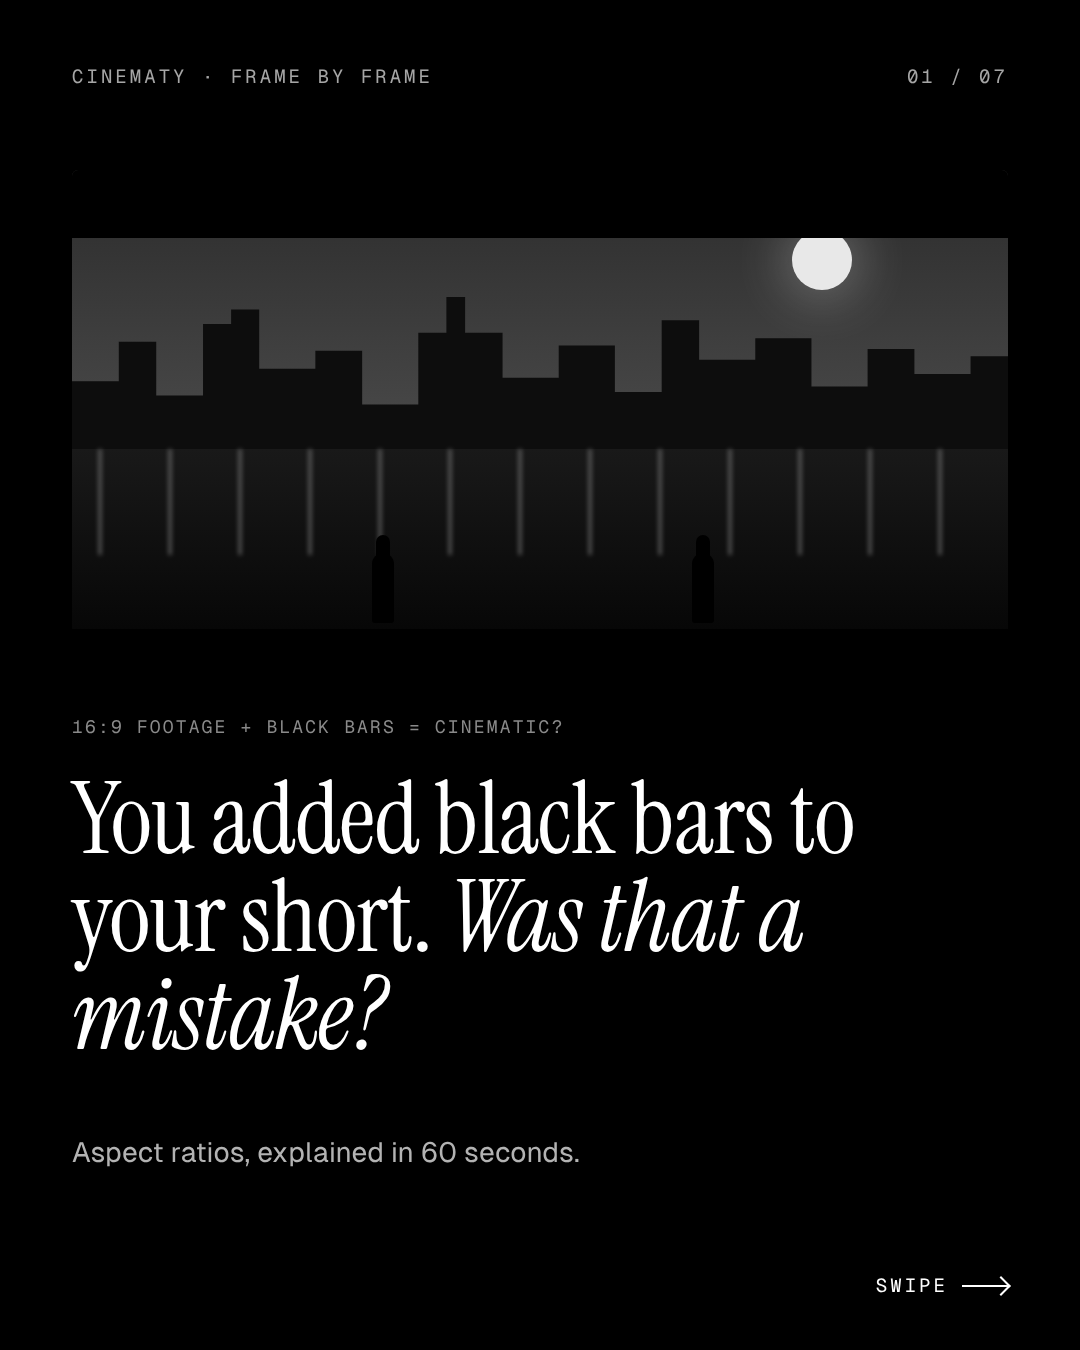 CINEMATY · FRAME BY FRAME
01 / 07
16:9 FOOTAGE + BLACK BARS = CINEMATIC?
You added black bars to
your short. Was that a
mistake?
Aspect ratios, explained in 60 seconds.
SWIPE